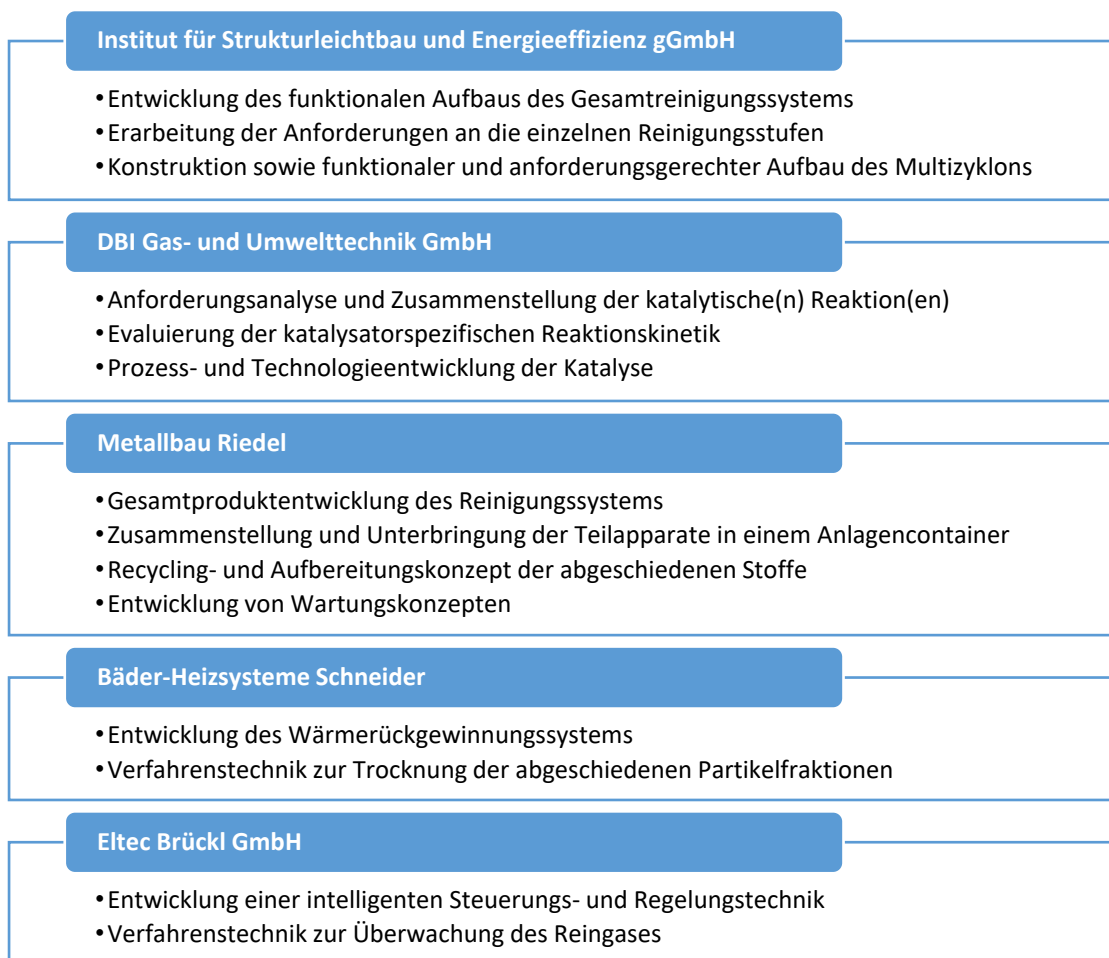 Institut für Strukturleichtbau und Energieeffizienz gGmbH
•Entwicklung des funktionalen Aufbaus des Gesamtreinigungssystems
•Erarbeitung der Anforderungen an die einzelnen Reinigungsstufen
•Konstruktion sowie funktionaler und anforderungsgerechter Aufbau des Multizyklons
DBI Gas- und Umwelttechnik GmbH
•Anforderungsanalyse und Zusammenstellung der katalytische(n) Reaktion(en)
•Evaluierung der katalysatorspezifischen Reaktionskinetik
•Prozess- und Technologieentwicklung der Katalyse
Metallbau Riedel
•Gesamtproduktentwicklung des Reinigungssystems
•Zusammenstellung und Unterbringung der Teilapparate in einem Anlagencontainer
•Recycling- und Aufbereitungskonzept der abgeschiedenen Stoffe
•Entwicklung von Wartungskonzepten
Bäder-Heizsysteme Schneider
•Entwicklung des Wärmerückgewinnungssystems
•Verfahrenstechnik zur Trocknung der abgeschiedenen Partikelfraktionen
Eltec Brückl GmbH
•Entwicklung einer intelligenten Steuerungs- und Regelungstechnik
•Verfahrenstechnik zur Überwachung des Reingases